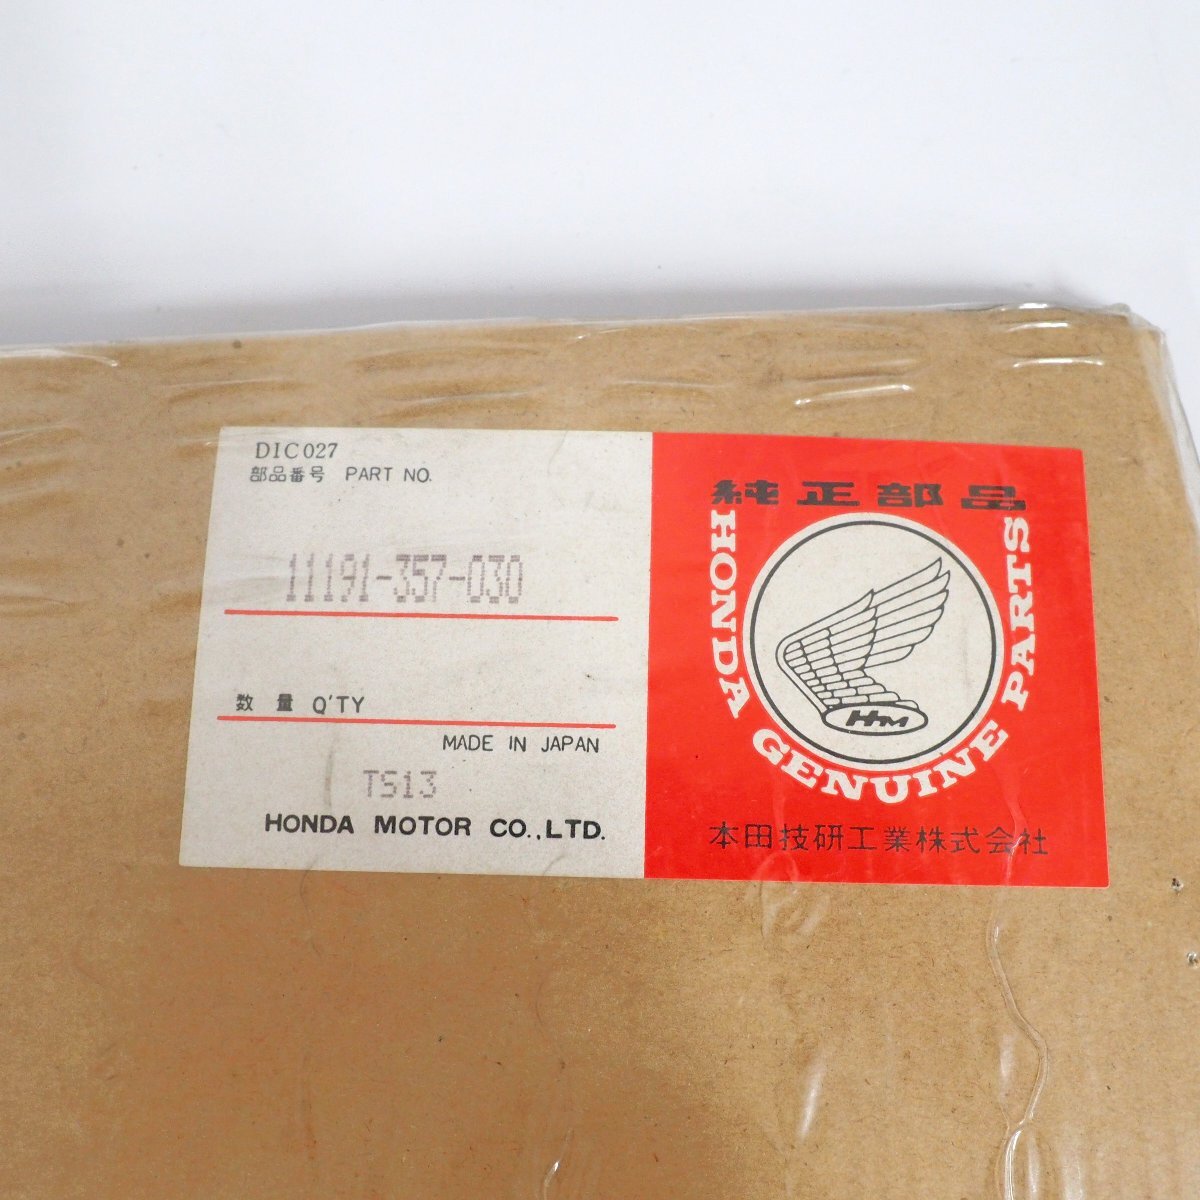 DIC027
部品番号 PART NO.
11191-357-030
数量 Q'TY
MADE IN JAPAN
TS13
HONDA MOTOR CO.,LTD.
純正部品
HONDA GENUINE PARTS
HM
本田技研工業株式会社